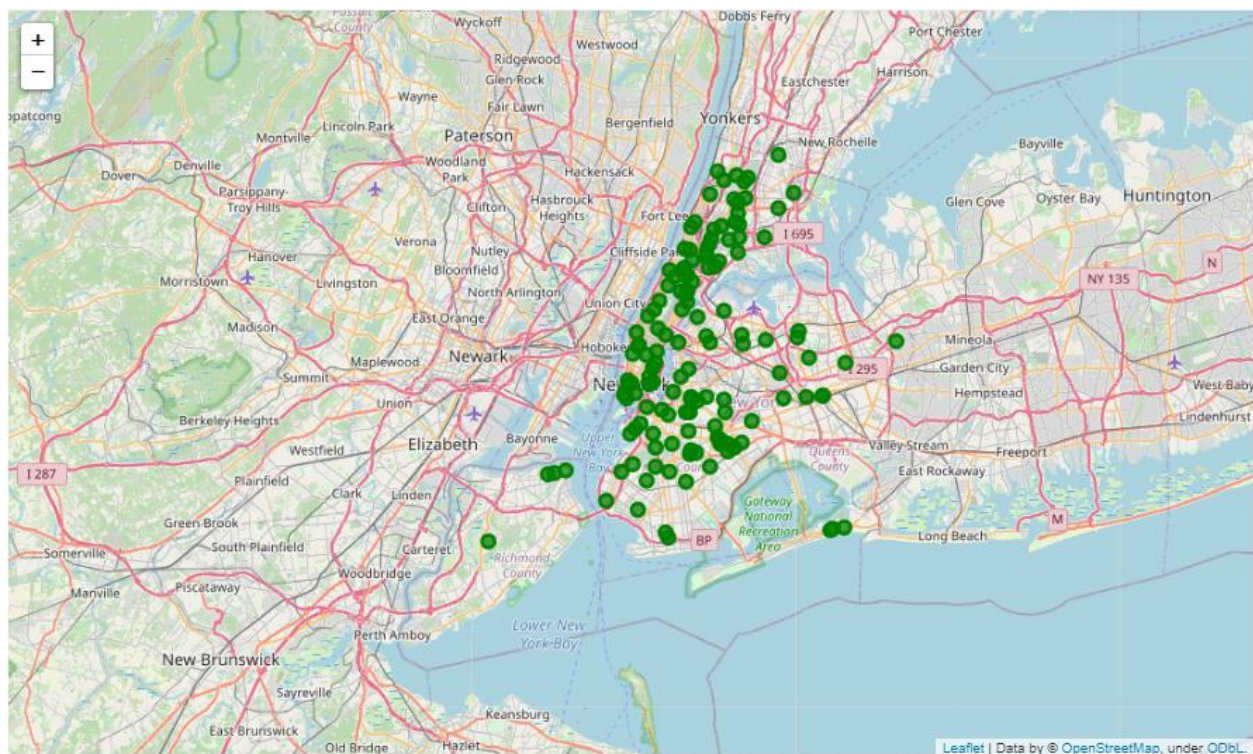 +
−
Passaic
County
Wyckoff
Dobbs Ferry
Port Chester
Westwood
Harrison
Ridgewood
Eastchester
Glen Rock
Wayne
Fair Lawn
opatcong
Lincoln Park
Bergenfield
Yonkers
Montville
Paterson
New Rochelle
Bayville
Denville
Woodland
Park
Hackensack
Dover
Parsippany-
Troy Hills
Clifton
Hasbrouck
Heights
Fort Lee
Glen Cove
Oyster Bay
Huntington
I 695
Verona
Nutley
Cliffside Park
Hanover
Bloomfield
Morristown
Livingston
North Arlington
NY 135
N
Union City
Madison
East Orange
Hoboken
Mineola
Maplewood
Newark
Garden City
I 295
Summit
Hempstead
West Baby
Union
Berkeley Heights
Lindenhurst
Elizabeth
Bayonne
Upper
New York
Bay
Valley Stream
Freeport
Westfield
Queens
County
East Rockaway
I 287
Plainfield
Clark
Linden
Gateway
National
Recreation
Area
M
Green Brook
Long Beach
South Plainfield
Carteret
BP
Somerville
Richmond
County
Woodbridge
Manville
Piscataway
Lower New
York Bay
Perth Amboy
New Brunswick
Sayreville
Keansburg
East Brunswick
Old Bridge
Hazlet
Leaflet | Data by © OpenStreetMap, under ODbL.